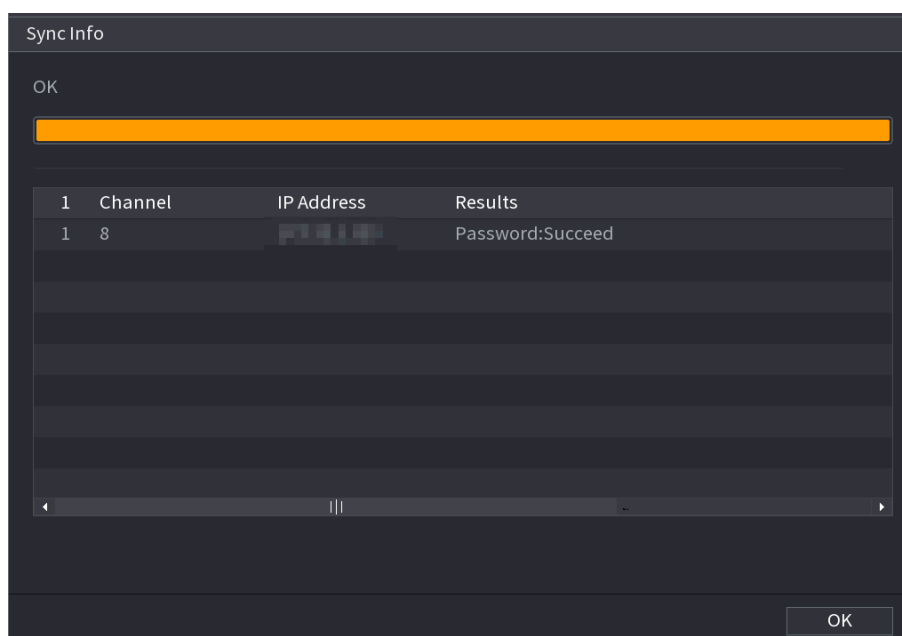 Sync Info
OK
1 Channel IP Address Results
1 8 Password:Succeed
OK